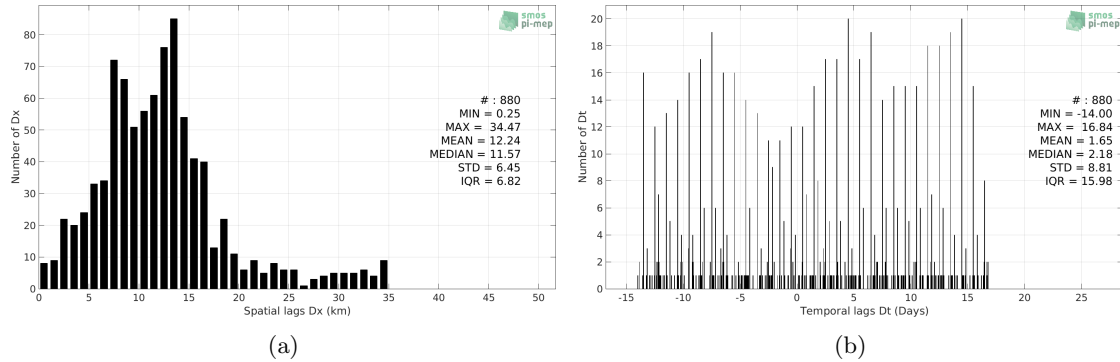 smos
pi-mep
80
70
60
50
40
30
20
10
0
Number of Dx
# : 880
MIN = 0.25
MAX = 34.47
MEAN = 12.24
MEDIAN = 11.57
STD = 6.45
IQR = 6.82
0 5 10 15 20 25 30 35 40 45 50
Spatial lags Dx (km)
(a)
smos
pi-mep
20
18
16
14
12
10
8
6
4
2
0
Number of Dt
# : 880
MIN = -14.00
MAX = 16.84
MEAN = 1.65
MEDIAN = 2.18
STD = 8.81
IQR = 15.98
-15 -10 -5 0 5 10 15 20 25
Temporal lags Dt (Days)
(b)